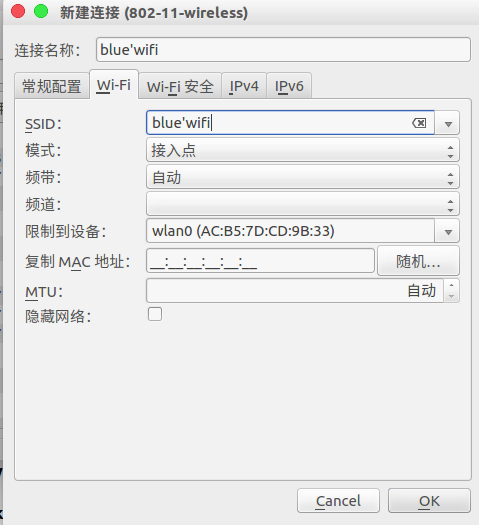 新建连接 (802-11-wireless)
连接名称： blue'wifi
常规配置 Wi-Fi Wi-Fi 安全 IPv4 IPv6
SSID： blue'wifi
模式： 接入点
频带： 自动
频道：
限制到设备： wlan0 (AC:B5:7D:CD:9B:33)
复制 MAC 地址： __:__:__:__:__:__ 随机...
MTU： 自动
隐藏网络：
Cancel OK